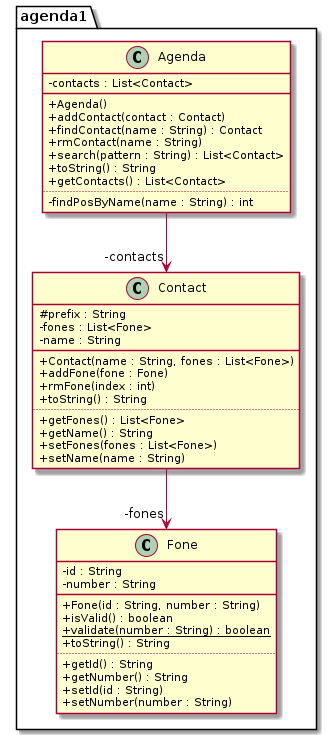 agenda1
C Agenda
-contacts : List<Contact>
+Agenda()
+addContact(contact : Contact)
+findContact(name : String) : Contact
+rmContact(name : String)
+search(pattern : String) : List<Contact>
+toString() : String
+getContacts() : List<Contact>
-findPosByName(name : String) : int
-contacts
C Contact
#prefix : String
-fones : List<Fone>
-name : String
+Contact(name : String, fones : List<Fone>)
+addFone(fone : Fone)
+rmFone(index : int)
+toString() : String
+getFones() : List<Fone>
+getName() : String
+setFones(fones : List<Fone>)
+setName(name : String)
-fones
C Fone
-id : String
-number : String
+Fone(id : String, number : String)
+isValid() : boolean
+validate(number : String) : boolean
+toString() : String
+getId() : String
+getNumber() : String
+setId(id : String)
+setNumber(number : String)